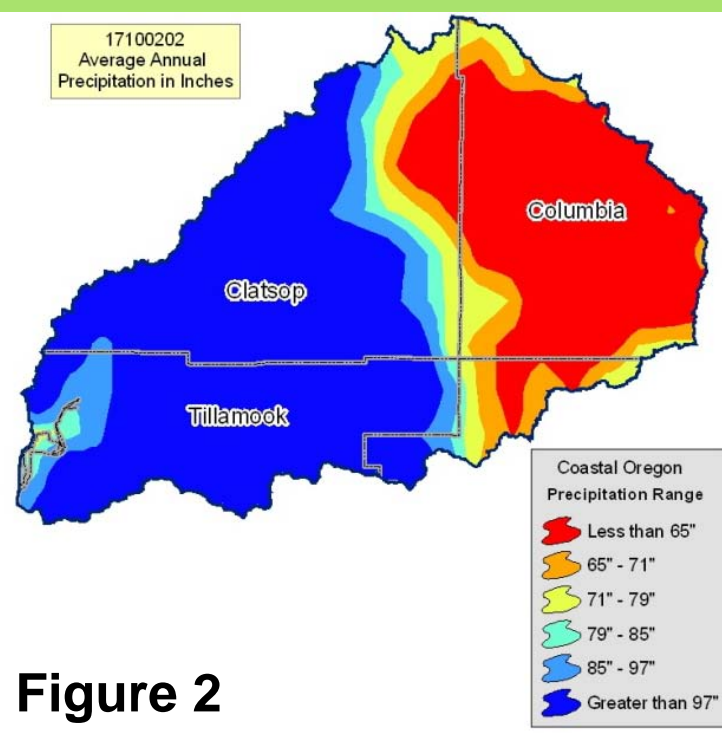 17100202
Average Annual
Precipitation in Inches
Columbia
Clatsop
Tillamook
Coastal Oregon
Precipitation Range
Less than 65"
65" - 71"
71" - 79"
79" - 85"
85" - 97"
Greater than 97"
Figure 2